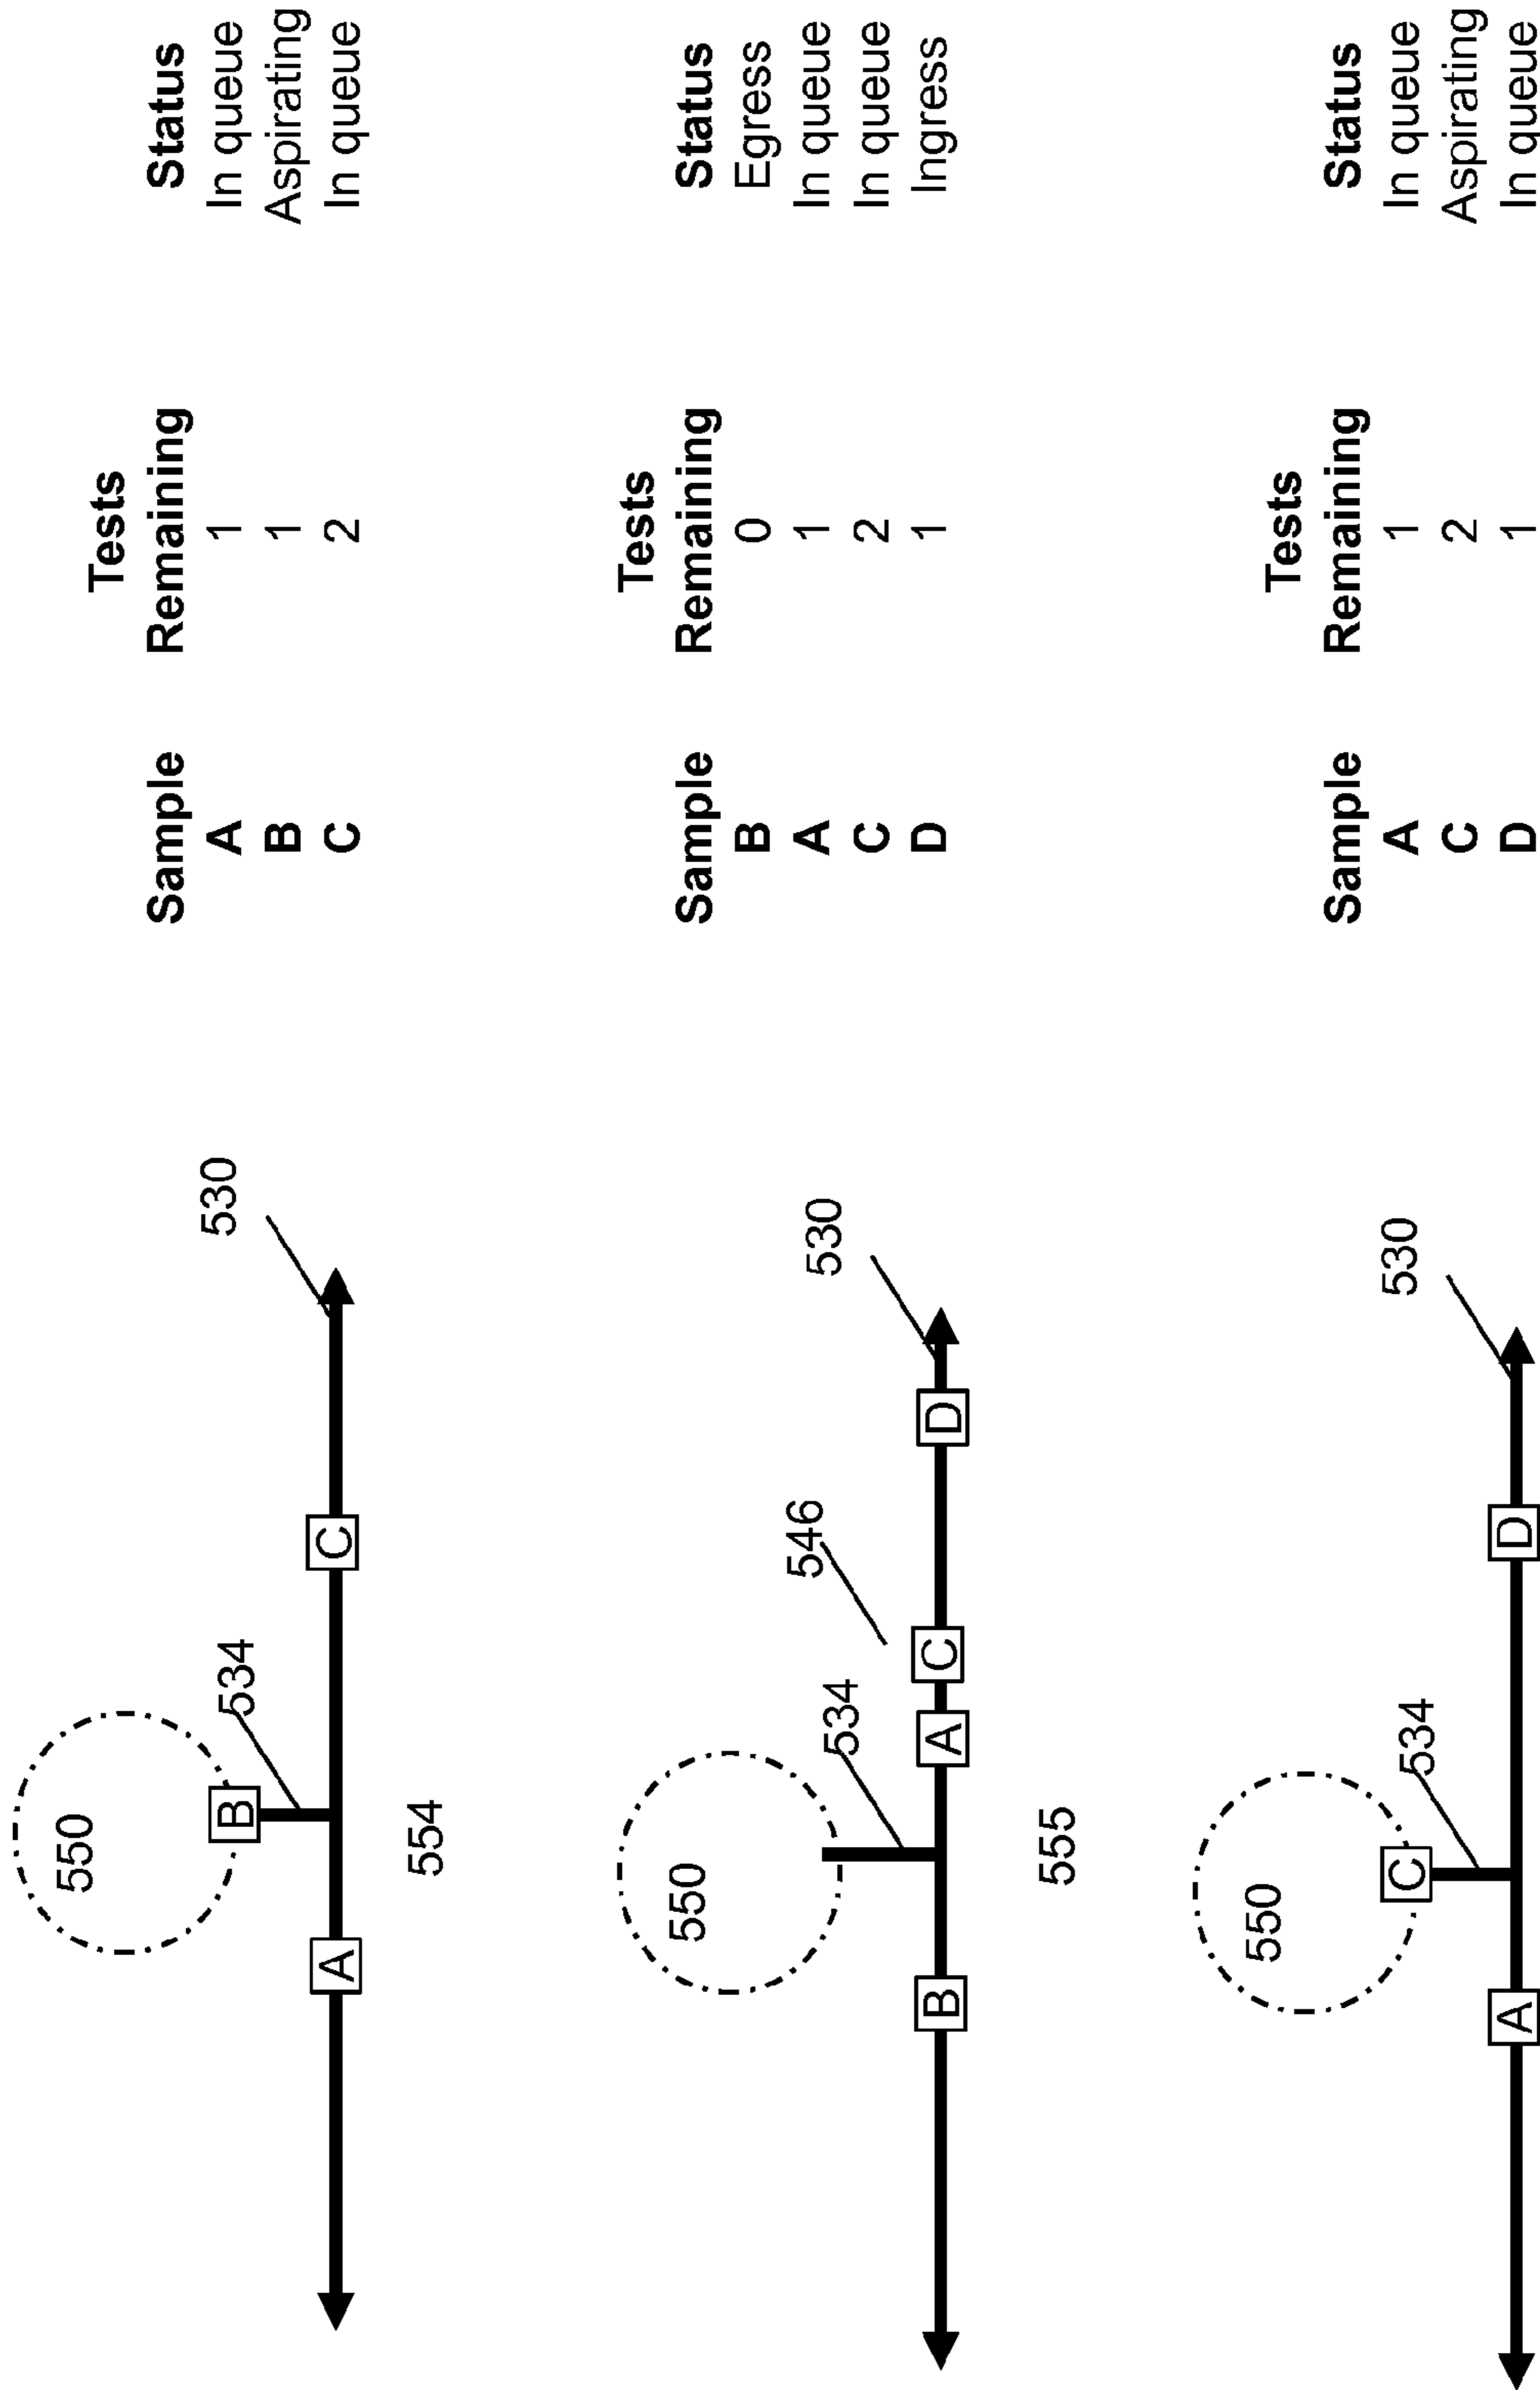 550
B
534
530
A
C
554
Tests
Sample Remaining Status
A 1 In queue
B 1 Aspirating
C 2 In queue
550
534
546
530
B
A
C
D
555
Tests
Sample Remaining Status
B 0 Egress
A 1 In queue
C 2 In queue
D 1 Ingress
550
C
534
530
A
D
Tests
Sample Remaining Status
A 1 In queue
C 2 Aspirating
D 1 In queue